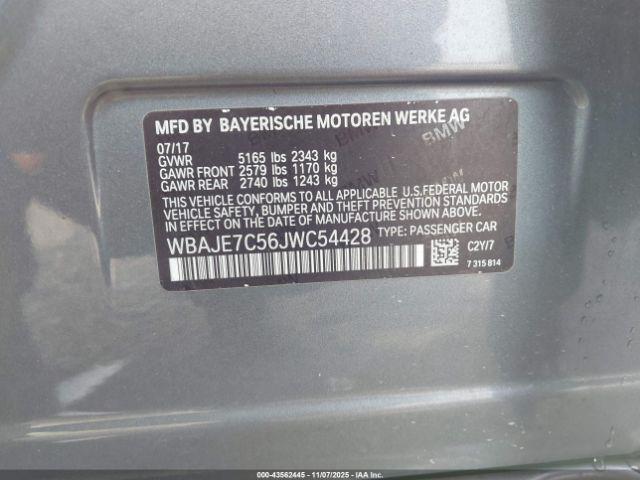 MFD BY BAYERISCHE MOTOREN WERKE AG
07/17
GVWR 5165 lbs 2343 kg
GAWR FRONT 2579 lbs 1170 kg
GAWR REAR 2740 lbs 1243 kg
THIS VEHICLE CONFORMS TO ALL APPLICABLE U.S.FEDERAL MOTOR
VEHICLE SAFETY, BUMPER, AND THEFT PREVENTION STANDARDS
IN EFFECT ON THE DATE OF MANUFACTURE SHOWN ABOVE.
WBAJE7C56JWC54428 TYPE: PASSENGER CAR
C2Y/7
7 315 814
BMW
000-43562445 - 11/07/2025 - IAAI.COM